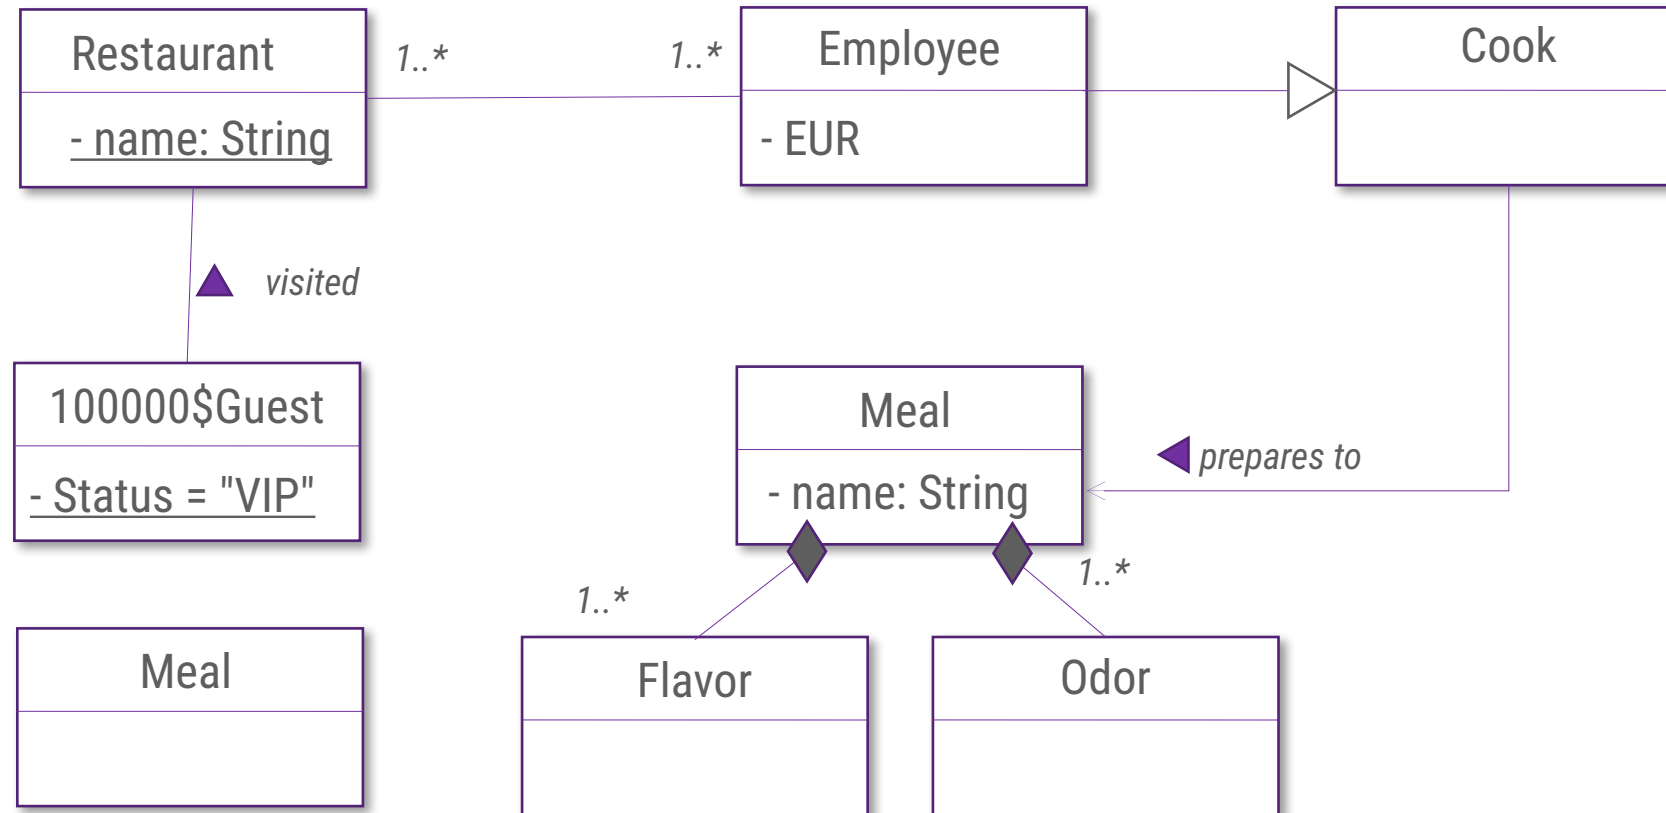 Restaurant
- name: String
1..*
1..*
Employee
- EUR
Cook
visited
100000$Guest
- Status = "VIP"
Meal
- name: String
prepares to
1..*
1..*
Meal
Flavor
Odor